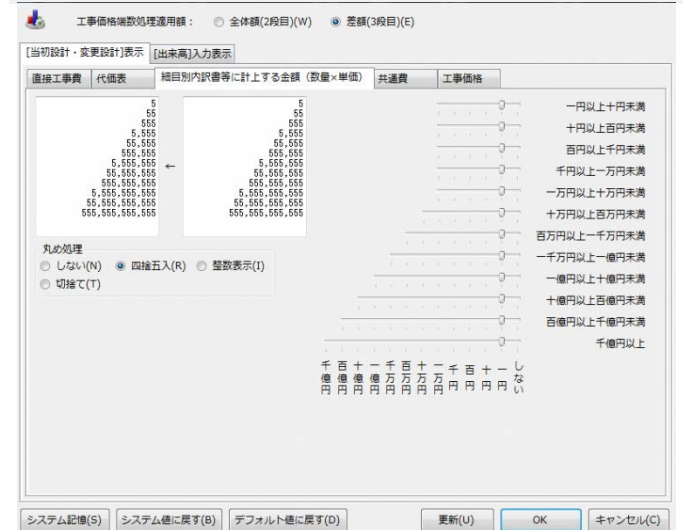 工事価格端数処理適用額： 全体額(2段目)(W) 差額(3段目)(E)
[当初設計・変更設計]表示 [出来高]入力表示
直接工事費 代価表 細目別内訳書等に計上する金額（数量×単価） 共通費 工事価格
5
55
555
5,555
55,555
555,555
5,555,555
55,555,555
555,555,555
5,555,555,555
55,555,555,555
555,555,555,555
←
5
55
555
5,555
55,555
555,555
5,555,555
55,555,555
555,555,555
5,555,555,555
55,555,555,555
555,555,555,555
一円以上十円未満
十円以上百円未満
百円以上千円未満
千円以上一万円未満
一万円以上十万円未満
十万円以上百万円未満
百万円以上一千万円未満
一千万円以上一億円未満
一億円以上十億円未満
十億円以上百億円未満
百億円以上千億円未満
千億円以上
丸め処理
しない(N) 四捨五入(R) 整数表示(I)
切捨て(T)
千億円
百億円
十億円
一億円
千万円
百万円
十万円
一万円
千円
百円
十円
一円
しない
システム記憶(S) システム値に戻す(B) デフォルト値に戻す(D) 更新(U) OK キャンセル(C)